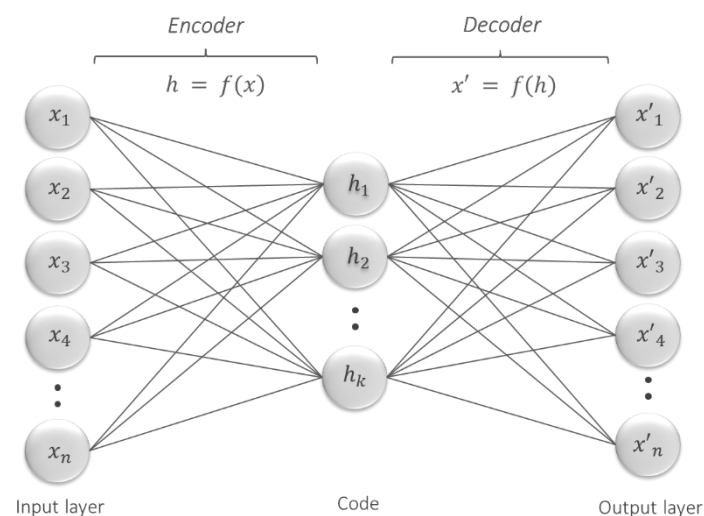 Encoder Decoder
h = f(x) x′ = f(h)
x₁ x′₁
x₂ h₁ x′₂
x₃ h₂ x′₃
x₄ x′₄
hₖ
xₙ x′ₙ
Input layer Code Output layer